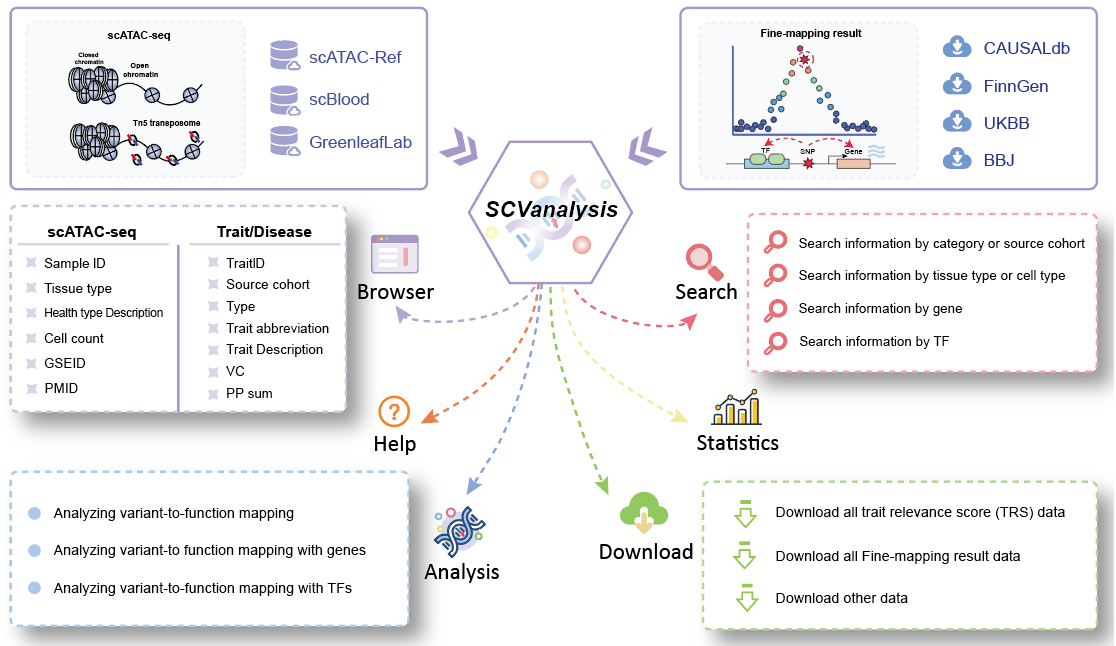 scATAC-seq
Closed
chromatin
Open
chromatin
Tn5 transposome
scATAC-Ref
scBlood
GreenleafLab
Fine-mapping result
TF
SNP
Gene
CAUSALdb
FinnGen
UKBB
BBJ
SCVanalysis
scATAC-seq
Sample ID
Tissue type
Health type Description
Cell count
GSEID
PMID
Trait/Disease
TraitID
Source cohort
Type
Trait abbreviation
Trait Description
VC
PP sum
Browser
Search
Search information by category or source cohort
Search information by tissue type or cell type
Search information by gene
Search information by TF
?
Help
Statistics
Analyzing variant-to-function mapping
Analyzing variant-to function mapping with genes
Analyzing variant-to-function mapping with TFs
Analysis
Download
Download all trait relevance score (TRS) data
Download all Fine-mapping result data
Download other data